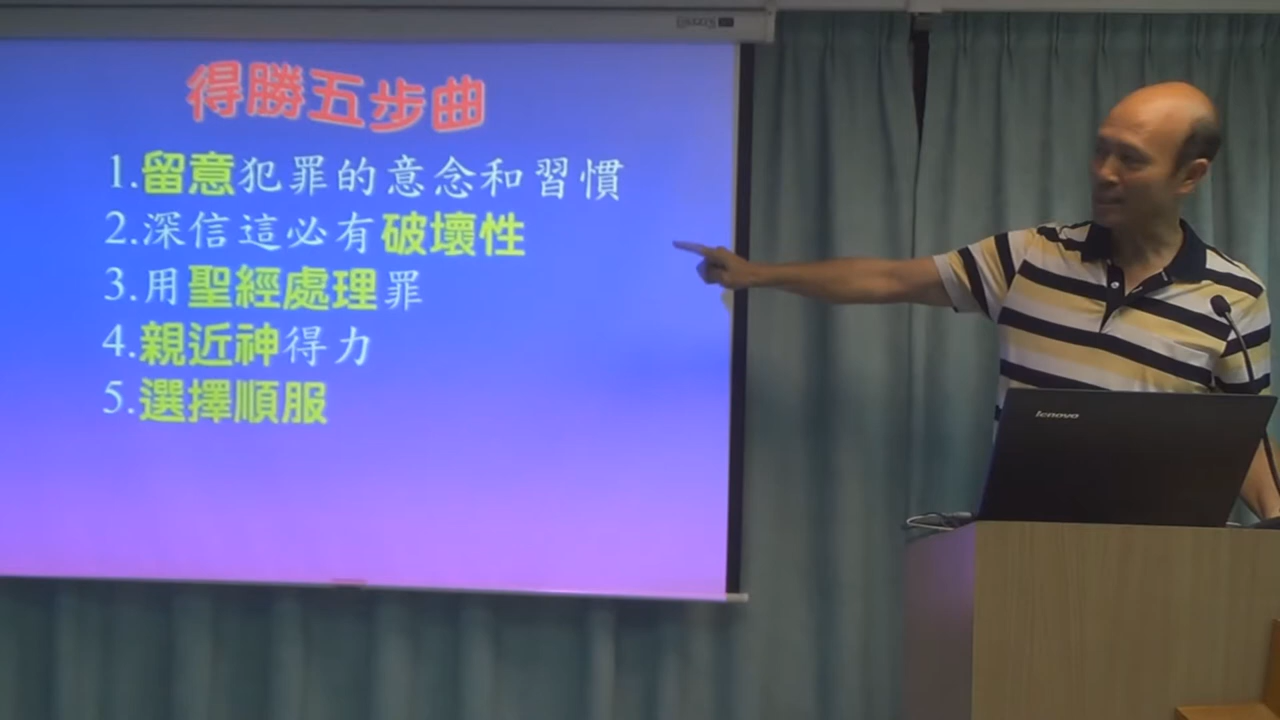 得勝五步曲
1.留意犯罪的意念和習慣
2.深信這必有破壞性
3.用聖經處理罪
4.親近神得力
5.選擇順服
lenovo